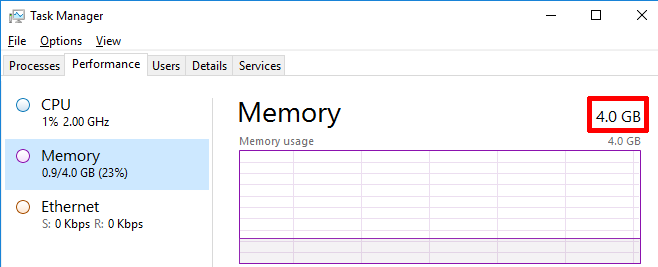 Task Manager
File Options View
Processes Performance Users Details Services
CPU
1% 2.00 GHz
Memory
0.9/4.0 GB (23%)
Ethernet
S: 0 Kbps R: 0 Kbps
Memory 4.0 GB
Memory usage 4.0 GB